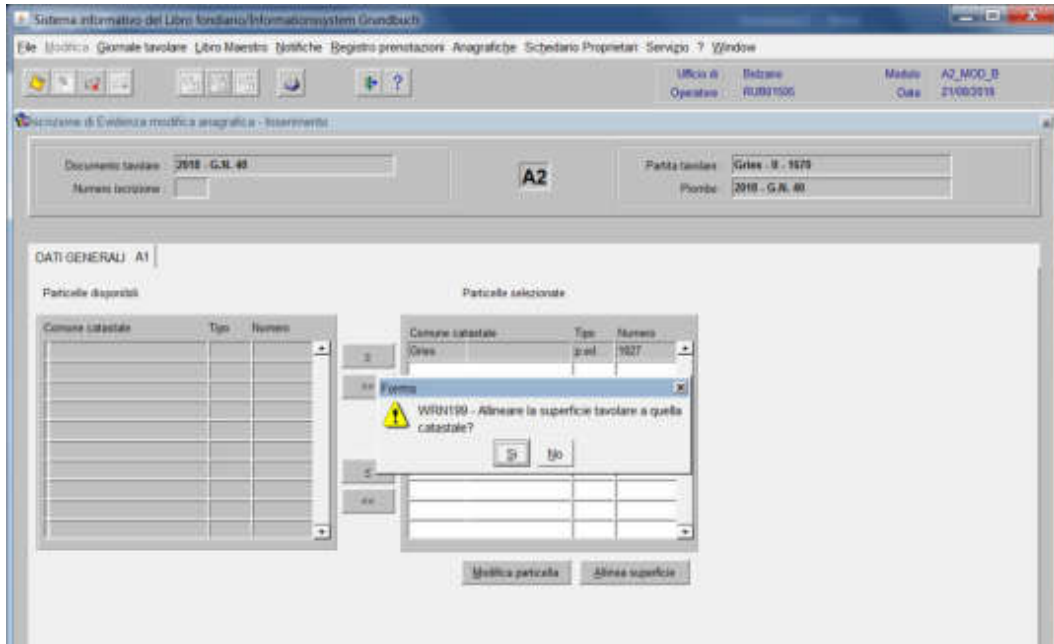 Sistema informativo del Libro fondiario/Informationssystem Grundbuch
File Modifica Giornale tavolare Libro Maestro Notifiche Registro prenotazioni Anagrafiche Schedario Proprietari Servizio ? Window
Ufficio di Bolzano Modulo A2_MOD_B
Operatore Data 21/08/2018
Iscrizione di Evidenza modifica anagrafica - Inserimento
Documento tavolare 2018 - G.N. 40 A2 Partita tavolare Gries - II - 1670
Numero iscrizione Piombo 2018 - G.N. 40
DATI GENERALI A1
Particelle disponibili Particelle selezionate
Comune catastale Tipo Numero Comune catastale Tipo Numero
> Gries p.ed. 1627
>>
Forms
WRN199 - Allineare la superficie tavolare a quella
catastale?
Sì No
<
<<
Modifica particella Allinea superficie